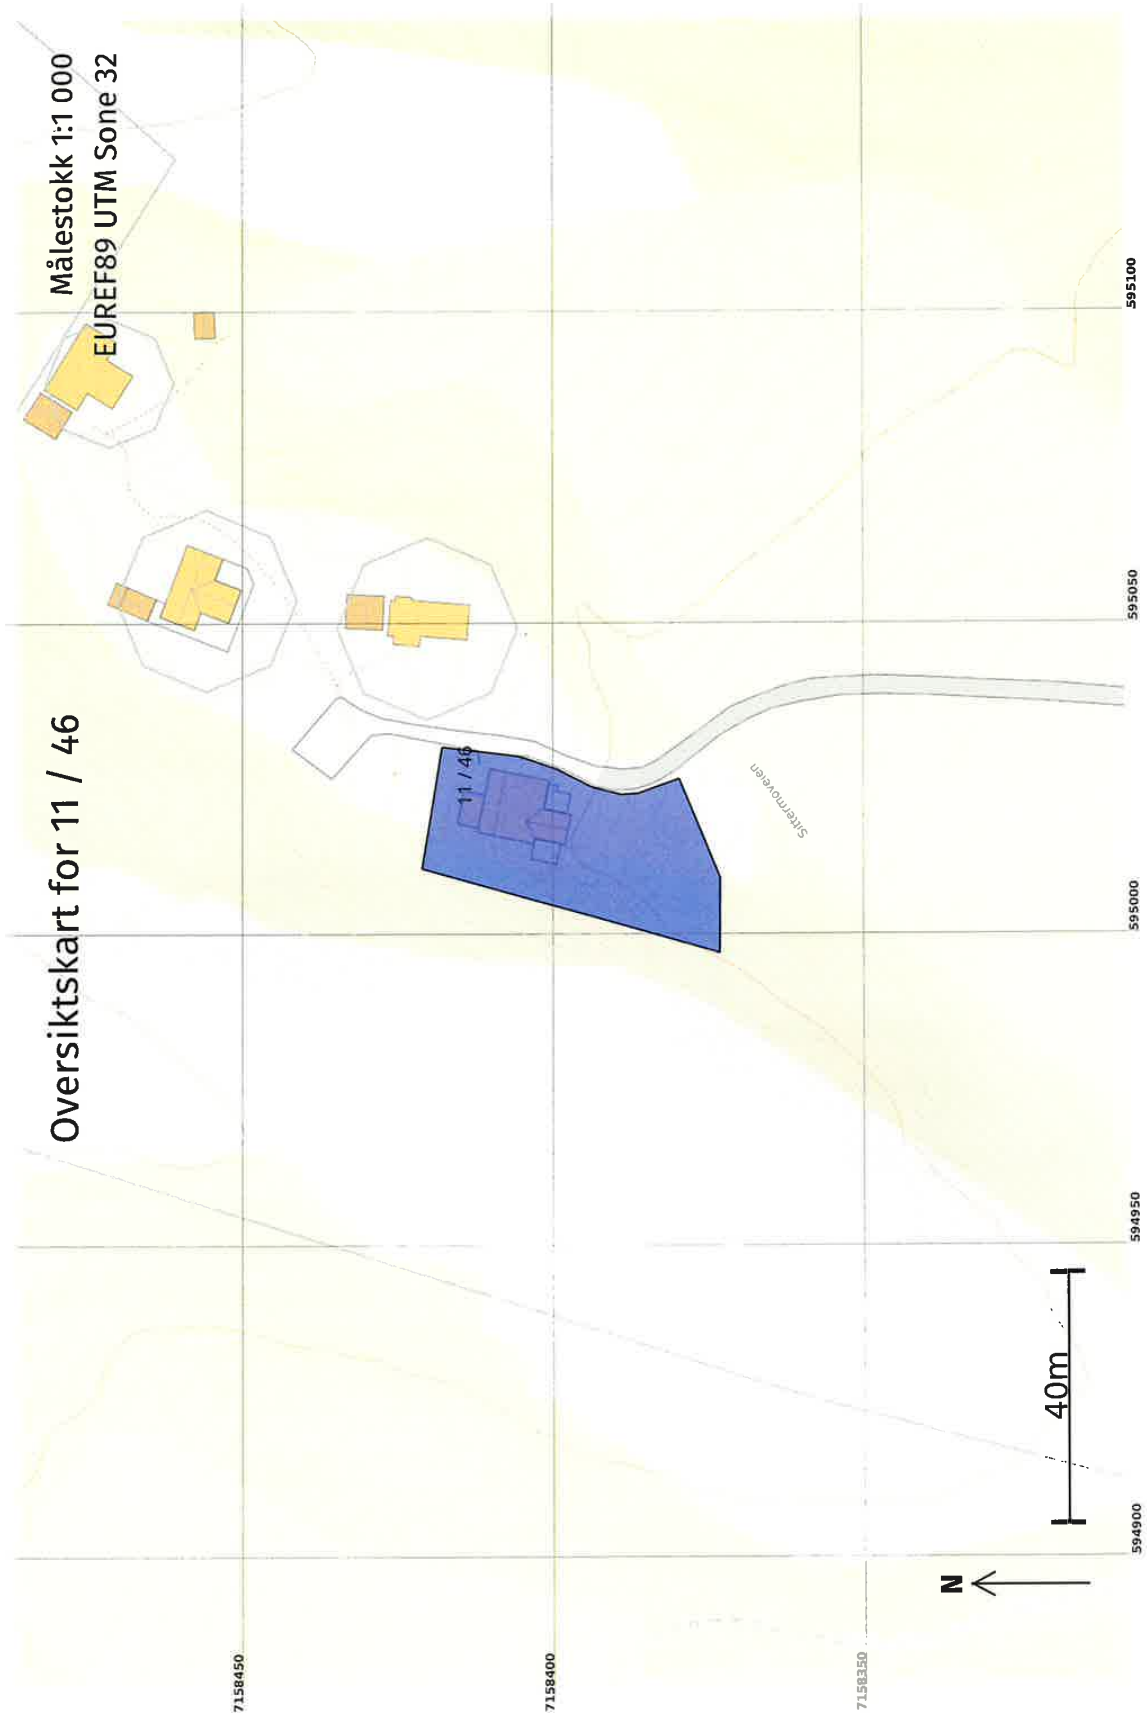 Oversiktskart for 11 / 46
Målestokk 1:1 000
EUREF89 UTM Sone 32
11 / 46
Sittermoveien
7158450
7158400
7158350
N
40m
594900
594950
595000
595050
595100